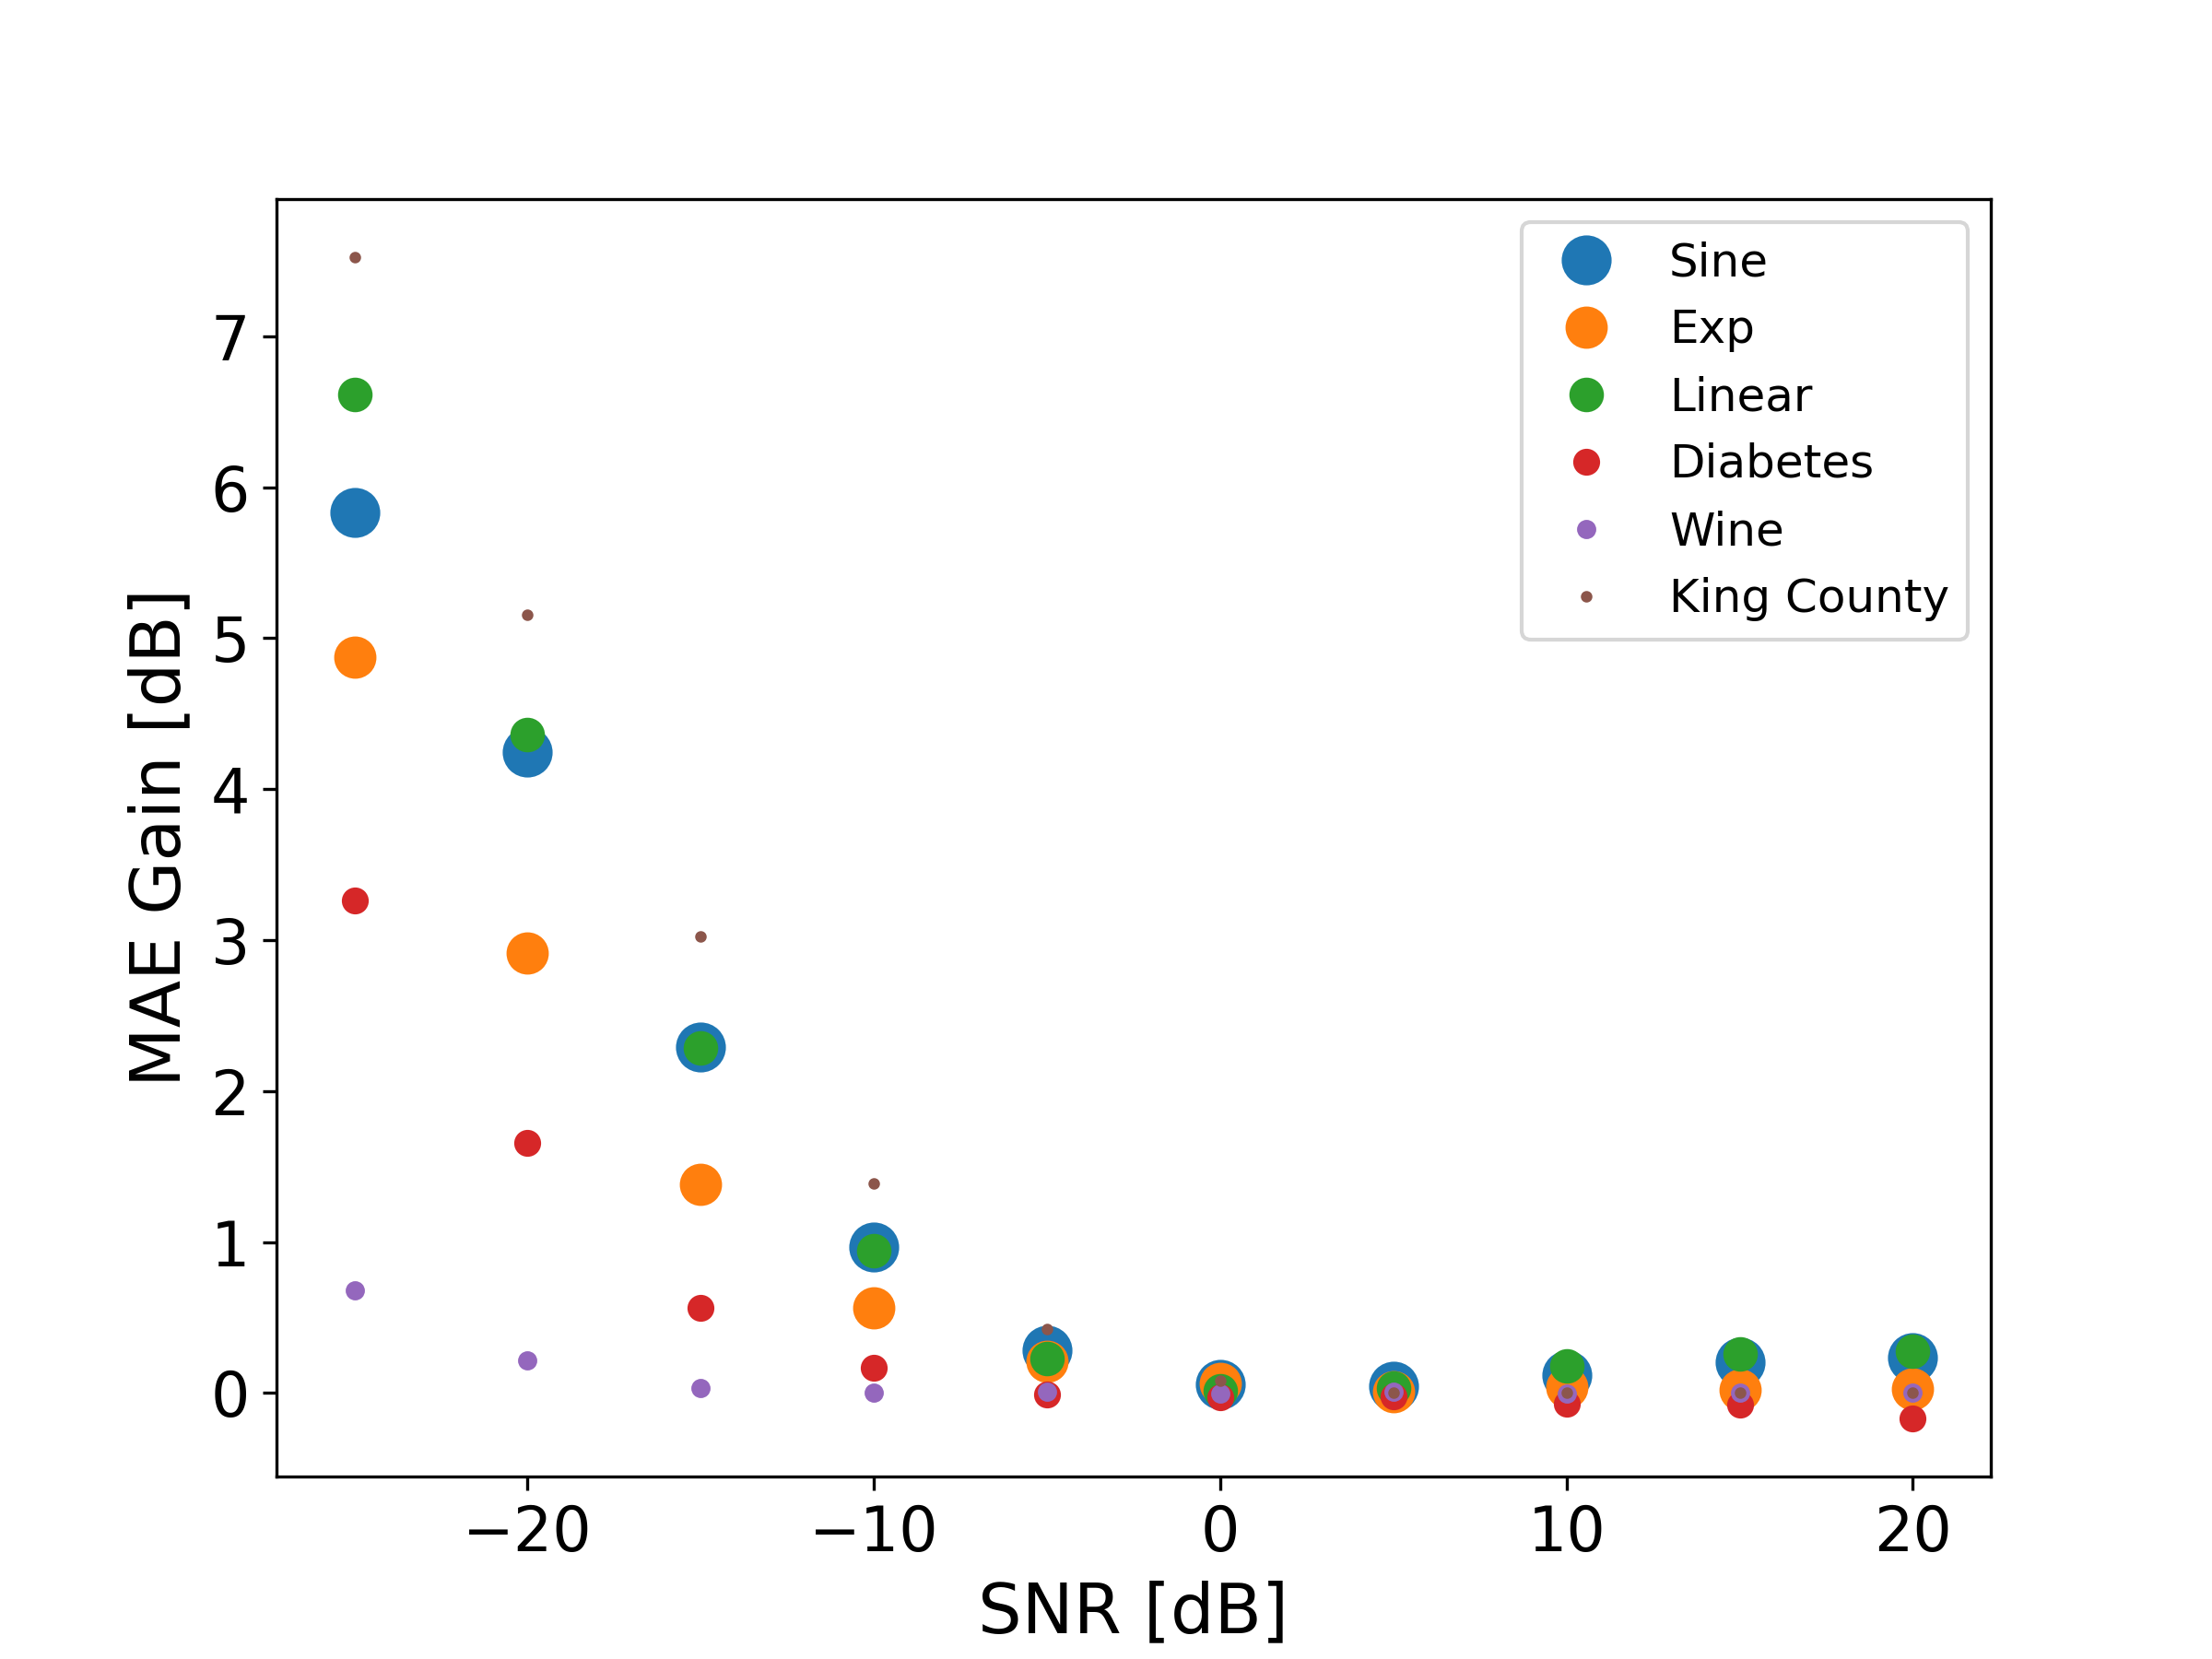 Sine
Exp
Linear
Diabetes
Wine
King County
7
6
5
4
3
2
1
0
MAE Gain [dB]
−20 −10 0 10 20
SNR [dB]